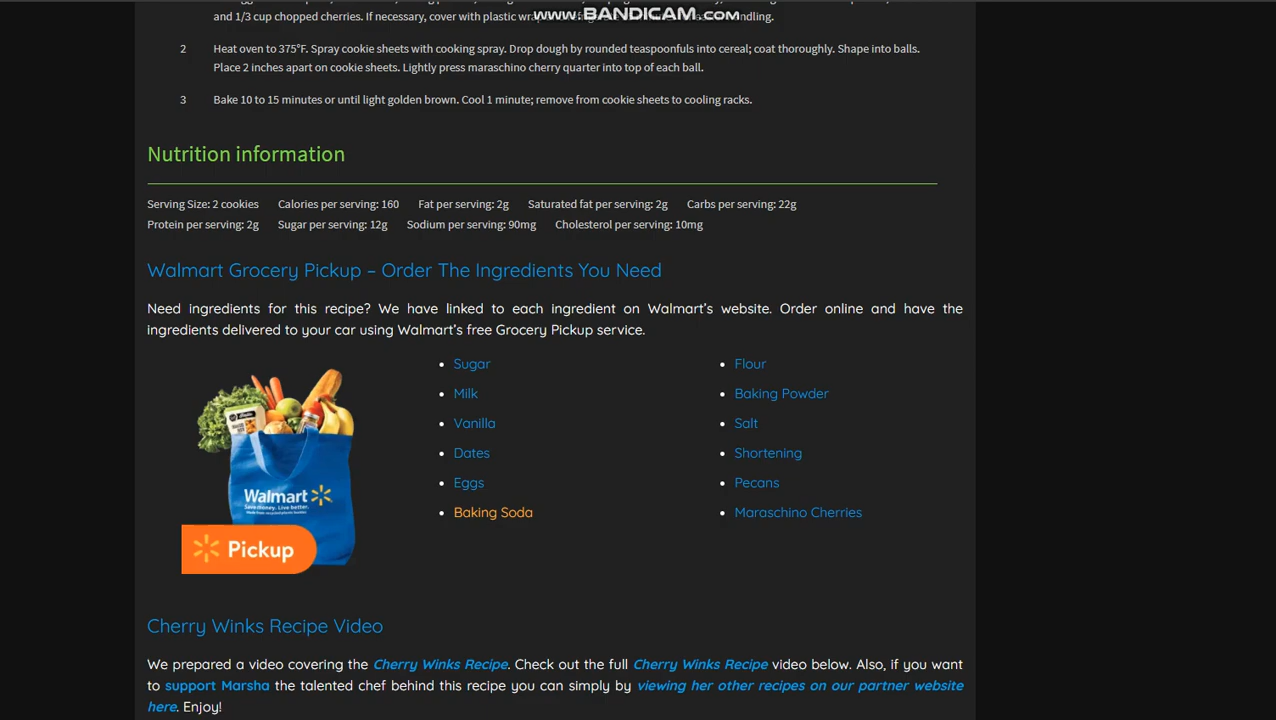 WWW.BANDICAM.COM
and 1/3 cup chopped cherries. If necessary, cover with plastic
2 Heat oven to 375°F. Spray cookie sheets with cooking spray. Drop dough by rounded teaspoonfuls into cereal; coat thoroughly. Shape into balls.
Place 2 inches apart on cookie sheets. Lightly press maraschino cherry quarter into top of each ball.
3 Bake 10 to 15 minutes or until light golden brown. Cool 1 minute; remove from cookie sheets to cooling racks.
Nutrition information
Serving Size: 2 cookies Calories per serving: 160 Fat per serving: 2g Saturated fat per serving: 2g Carbs per serving: 22g
Protein per serving: 2g Sugar per serving: 12g Sodium per serving: 90mg Cholesterol per serving: 10mg
Walmart Grocery Pickup – Order The Ingredients You Need
Need ingredients for this recipe? We have linked to each ingredient on Walmart's website. Order online and have the
ingredients delivered to your car using Walmart's free Grocery Pickup service.
Sugar
Milk
Vanilla
Dates
Eggs
Baking Soda
Flour
Baking Powder
Salt
Shortening
Pecans
Maraschino Cherries
Walmart
Save money. Live better.
Pickup
Cherry Winks Recipe Video
We prepared a video covering the Cherry Winks Recipe. Check out the full Cherry Winks Recipe video below. Also, if you want
to support Marsha the talented chef behind this recipe you can simply by viewing her other recipes on our partner website
here. Enjoy!